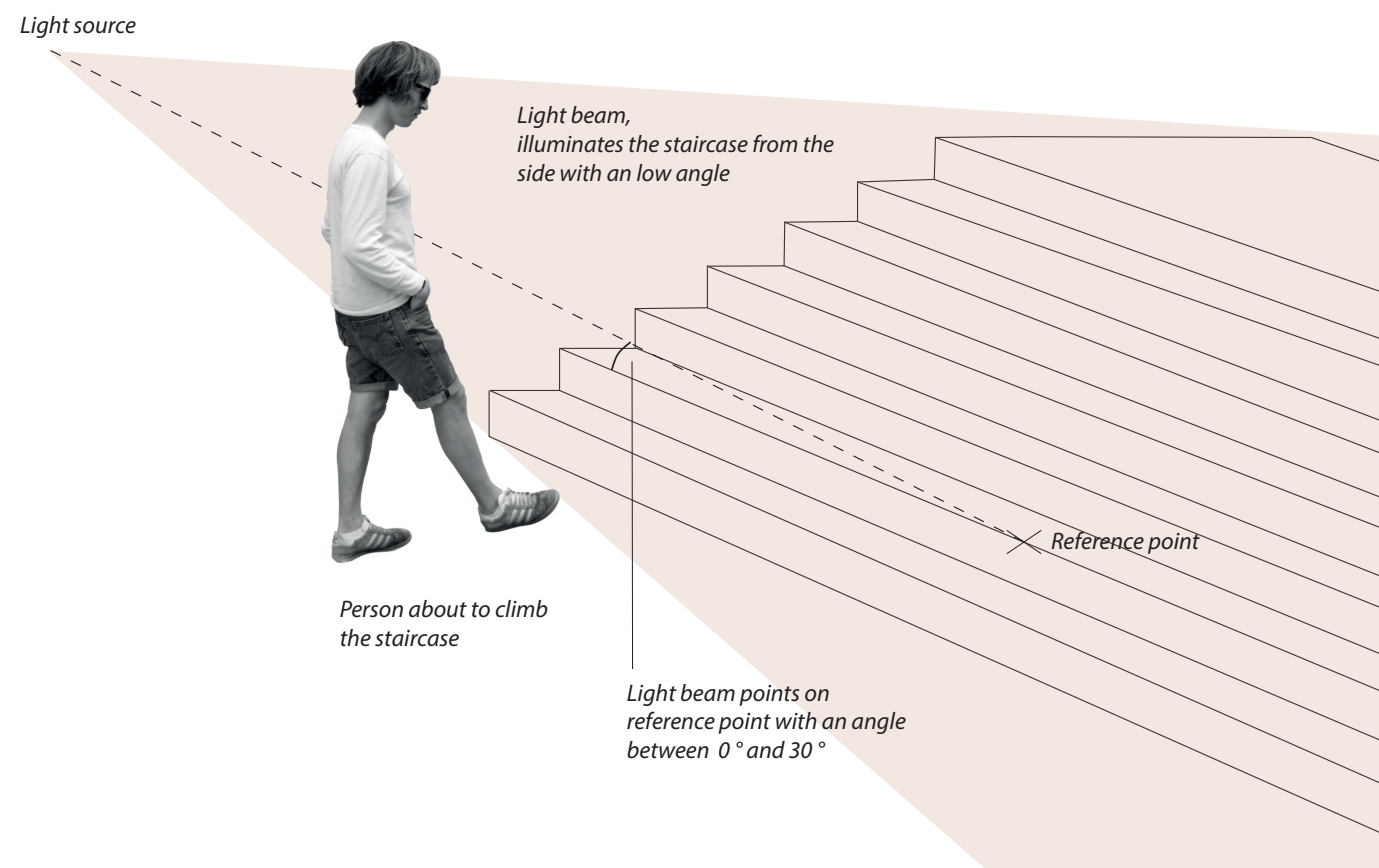 Light source
Light beam,
illuminates the staircase from the
side with an low angle
Reference point
Person about to climb
the staircase
Light beam points on
reference point with an angle
between  0 ° and 30 °